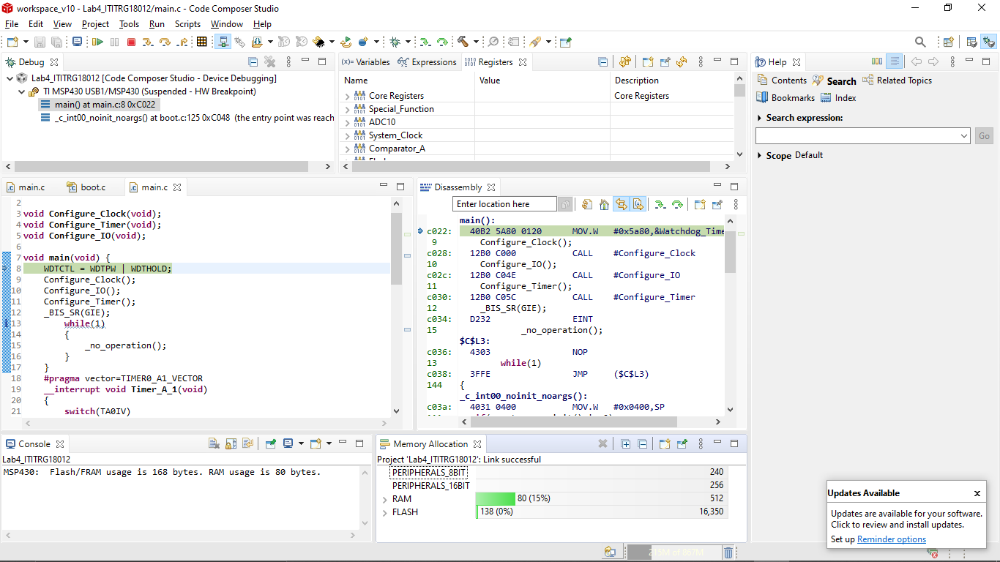 workspace_v10 - Lab4_ITITRG18012/main.c - Code Composer Studio
File Edit View Project Tools Run Scripts Window Help
Debug
Lab4_ITITRG18012 [Code Composer Studio - Device Debugging]
TI MSP430 USB1/MSP430 (Suspended - HW Breakpoint)
main() at main.c:8 0xC022
_c_int00_noinit_noargs() at boot.c:125 0xC048 (the entry point was reach
(x)= Variables Expressions Registers
Name Value Description
Core Registers Core Registers
Special_Function
ADC10
System_Clock
Comparator_A
Help
Contents Search Related Topics
Bookmarks Index
Search expression:
Go
Scope Default
main.c boot.c main.c
2
3 void Configure_Clock(void);
4 void Configure_Timer(void);
5 void Configure_IO(void);
6
7 void main(void) {
8 WDTCTL = WDTPW | WDTHOLD;
9 Configure_Clock();
10 Configure_IO();
11 Configure_Timer();
12 _BIS_SR(GIE);
13 while(1)
14 {
15 _no_operation();
16 }
17 }
18 #pragma vector=TIMER0_A1_VECTOR
19 __interrupt void Timer_A_1(void)
20 {
21 switch(TA0IV)
Disassembly
Enter location here
main():
c022: 40B2 5A80 0120 MOV.W #0x5a80,&Watchdog_Time
9 Configure_Clock();
c028: 12B0 C000 CALL #Configure_Clock
10 Configure_IO();
c02c: 12B0 C04E CALL #Configure_IO
11 Configure_Timer();
c030: 12B0 C05C CALL #Configure_Timer
12 _BIS_SR(GIE);
c034: D232 EINT
15 _no_operation();
$C$L3:
c036: 4303 NOP
13 while(1)
c038: 3FFE JMP ($C$L3)
144 {
_c_int00_noinit_noargs():
c03a: 4031 0400 MOV.W #0x0400,SP
Console
Lab4_ITITRG18012
MSP430: Flash/FRAM usage is 168 bytes. RAM usage is 80 bytes.
Memory Allocation
Project 'Lab4_ITITRG18012': Link successful
PERIPHERALS_8BIT 240
PERIPHERALS_16BIT 256
RAM 80 (15%) 512
FLASH 138 (0%) 16,350
Updates Available
Updates are available for your software.
Click to review and install updates.
Set up Reminder options